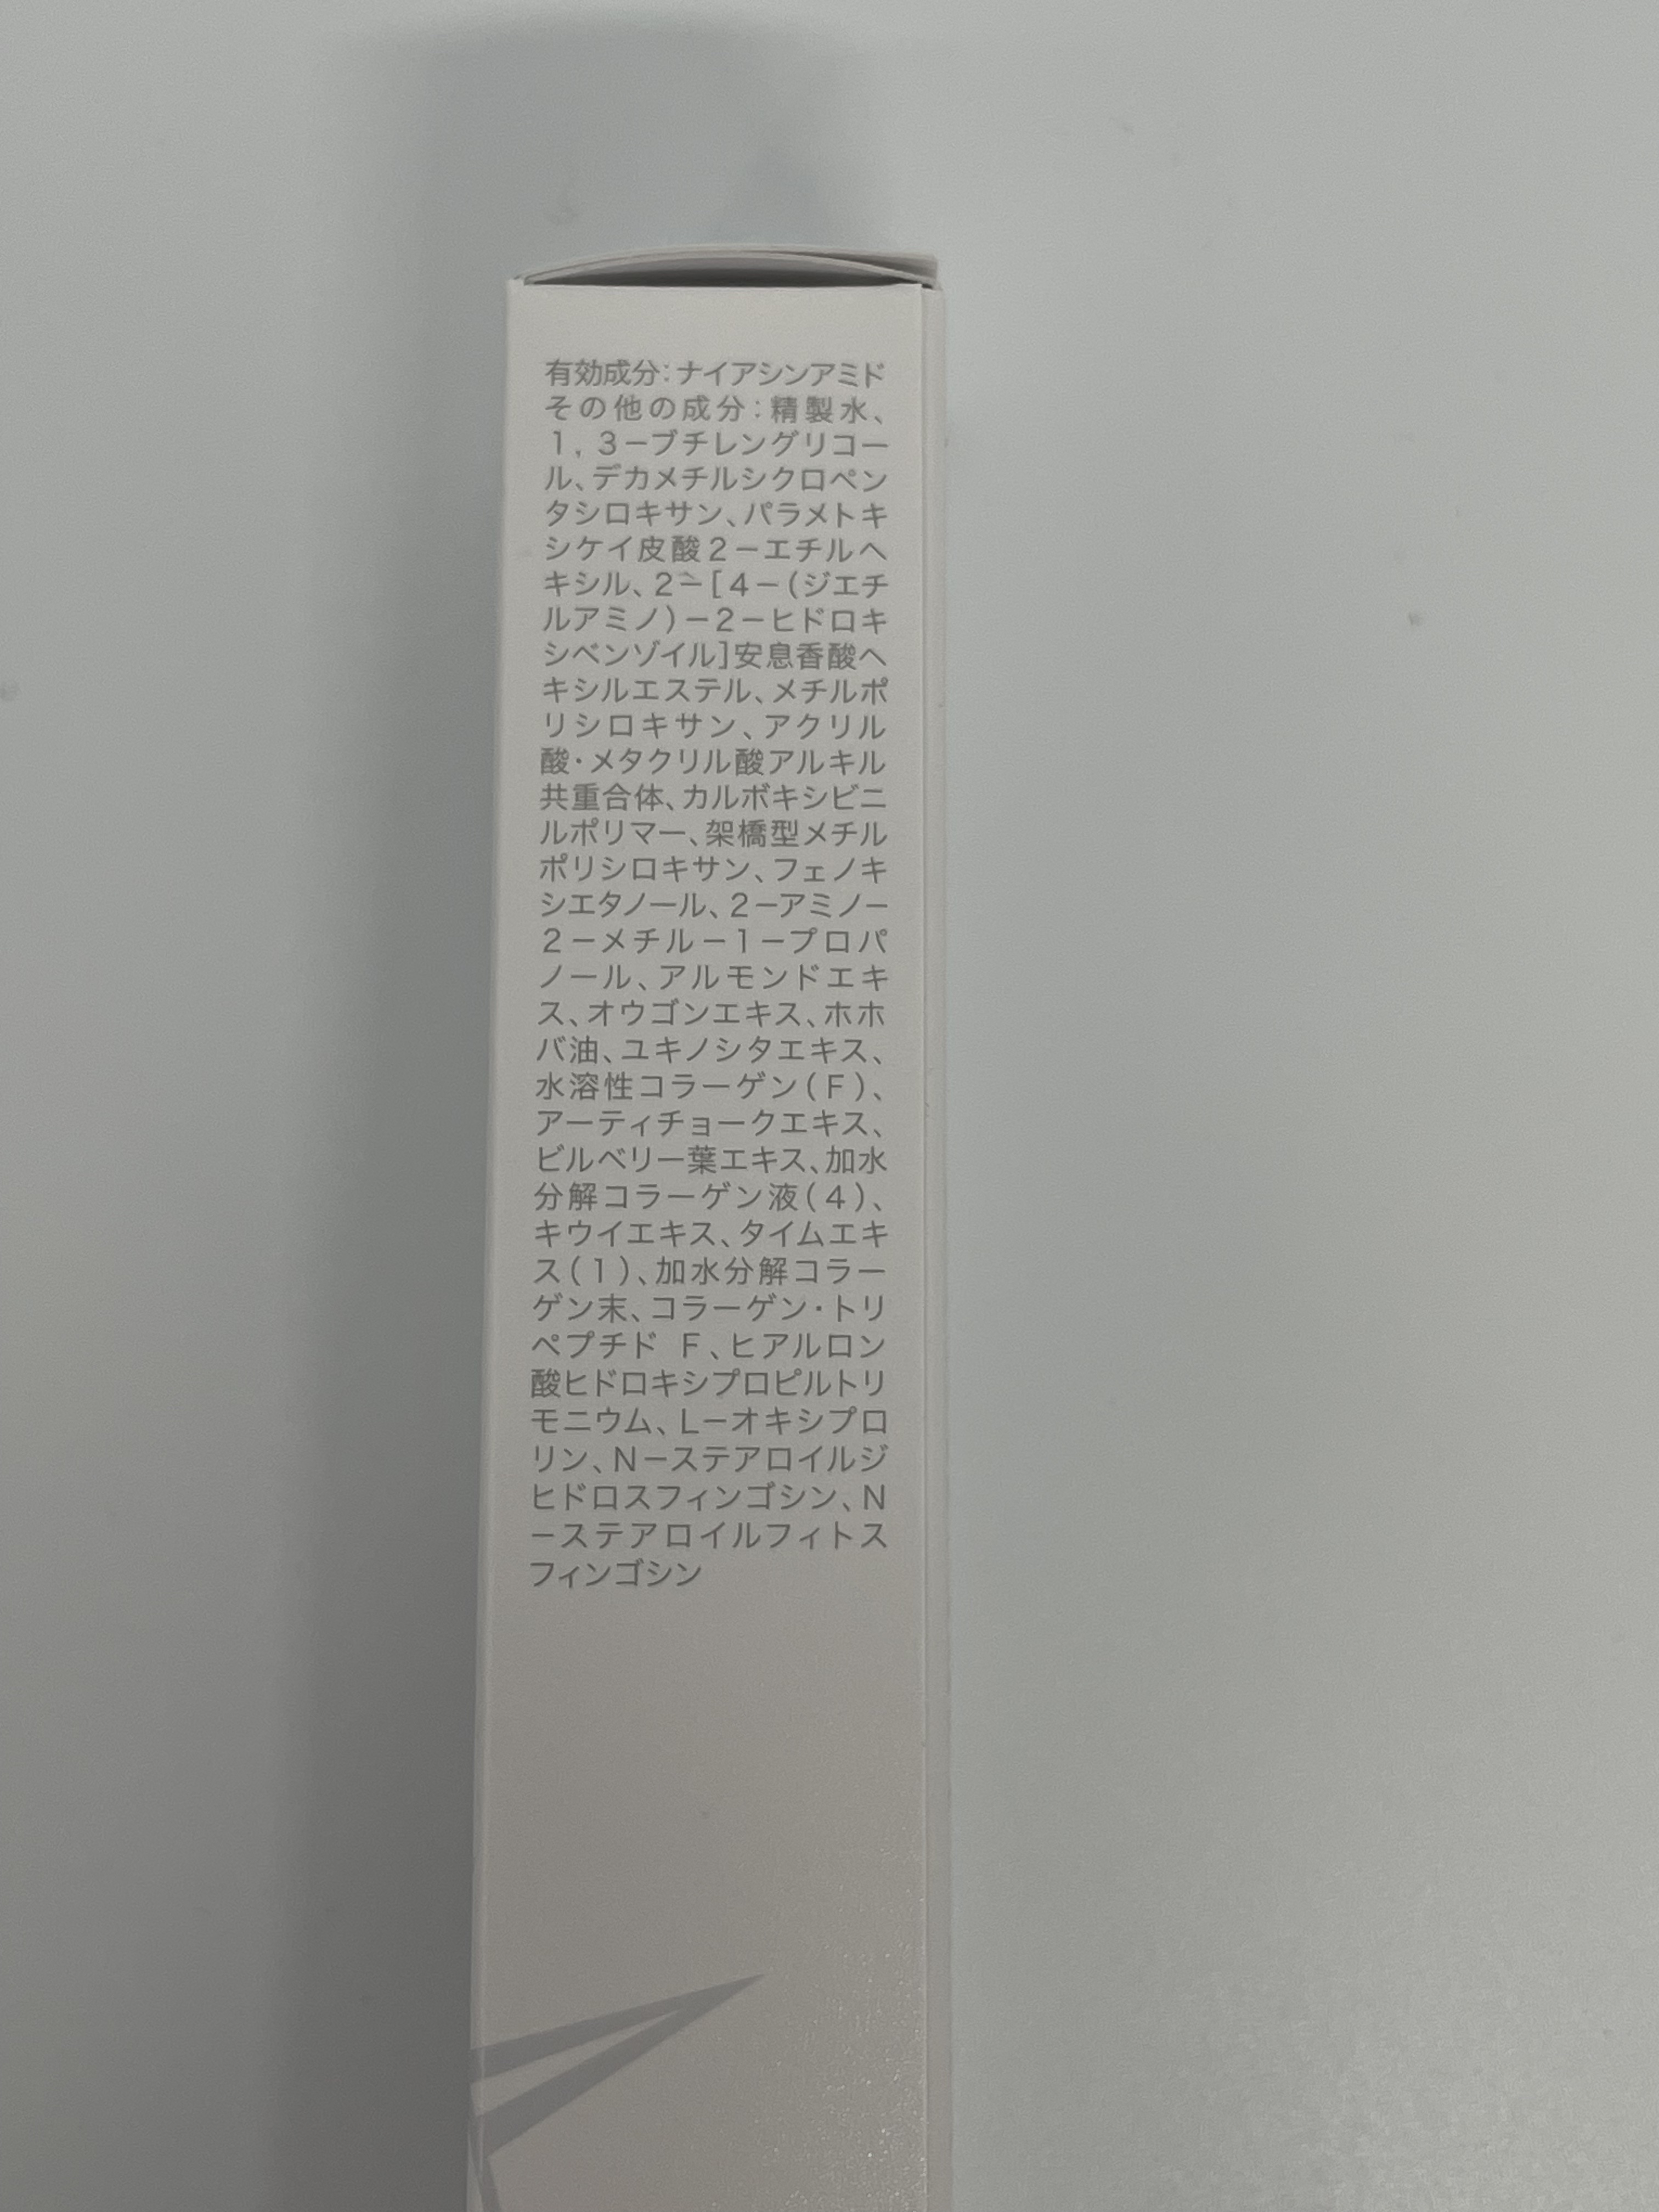 有効成分：ナイアシンアミド
その他の成分：精製水、
1，3－ブチレングリコー
ル、デカメチルシクロペン
タシロキサン、パラメトキ
シケイ皮酸2－エチルヘ
キシル、2－[4－(ジエチ
ルアミノ)－2－ヒドロキ
シベンゾイル]安息香酸ヘ
キシルエステル、メチルポ
リシロキサン、アクリル
酸・メタクリル酸アルキル
共重合体、カルボキシビニ
ルポリマー、架橋型メチル
ポリシロキサン、フェノキ
シエタノール、2－アミノ－
2－メチル－1－プロパ
ノール、アルモンドエキ
ス、オウゴンエキス、ホホ
バ油、ユキノシタエキス、
水溶性コラーゲン(F)、
アーティチョークエキス、
ビルベリー葉エキス、加水
分解コラーゲン液(4)、
キウイエキス、タイムエキ
ス(1)、加水分解コラー
ゲン末、コラーゲン・トリ
ペプチド F、ヒアルロン
酸ヒドロキシプロピルトリ
モニウム、L－オキシプロ
リン、N－ステアロイルジ
ヒドロスフィンゴシン、N
－ステアロイルフィトス
フィンゴシン